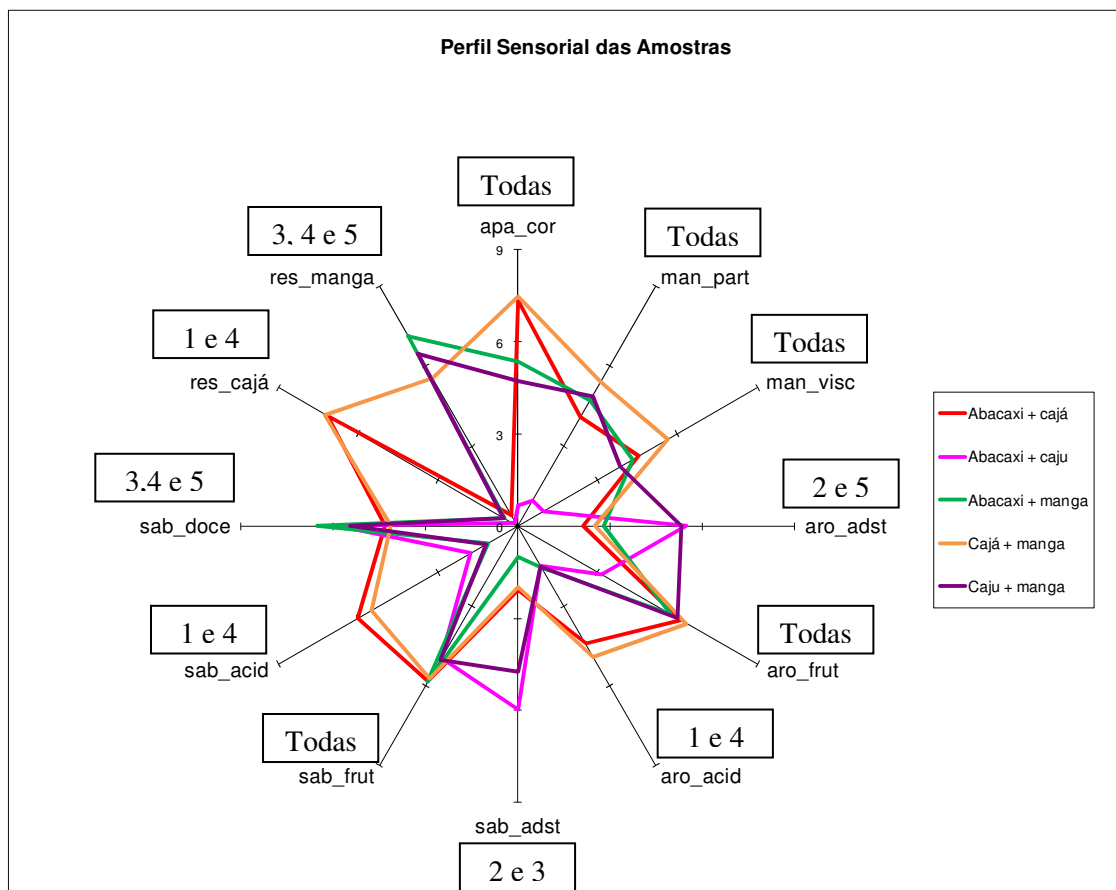 Perfil Sensorial das Amostras
Todas
apa_cor
9
6
3
0
Todas
man_part
Todas
man_visc
2 e 5
aro_adst
Todas
aro_frut
1 e 4
aro_acid
sab_adst
2 e 3
Todas
sab_frut
1 e 4
sab_acid
3,4 e 5
sab_doce
1 e 4
res_cajá
3, 4 e 5
res_manga
Abacaxi + cajá
Abacaxi + caju
Abacaxi + manga
Cajá + manga
Caju + manga